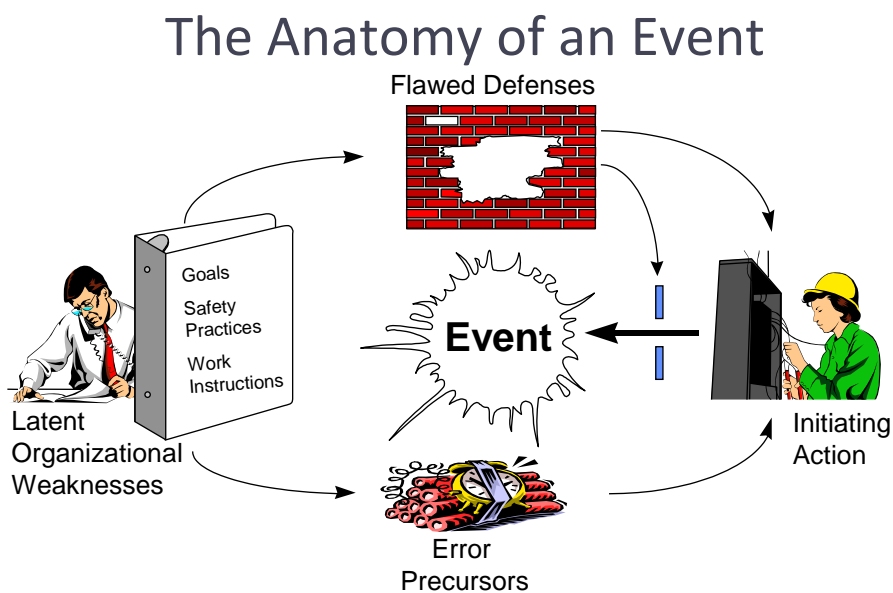 The Anatomy of an Event
Flawed Defenses
Goals
Safety
Practices
Work
Instructions
Event
Latent
Organizational
Weaknesses
Initiating
Action
Error
Precursors